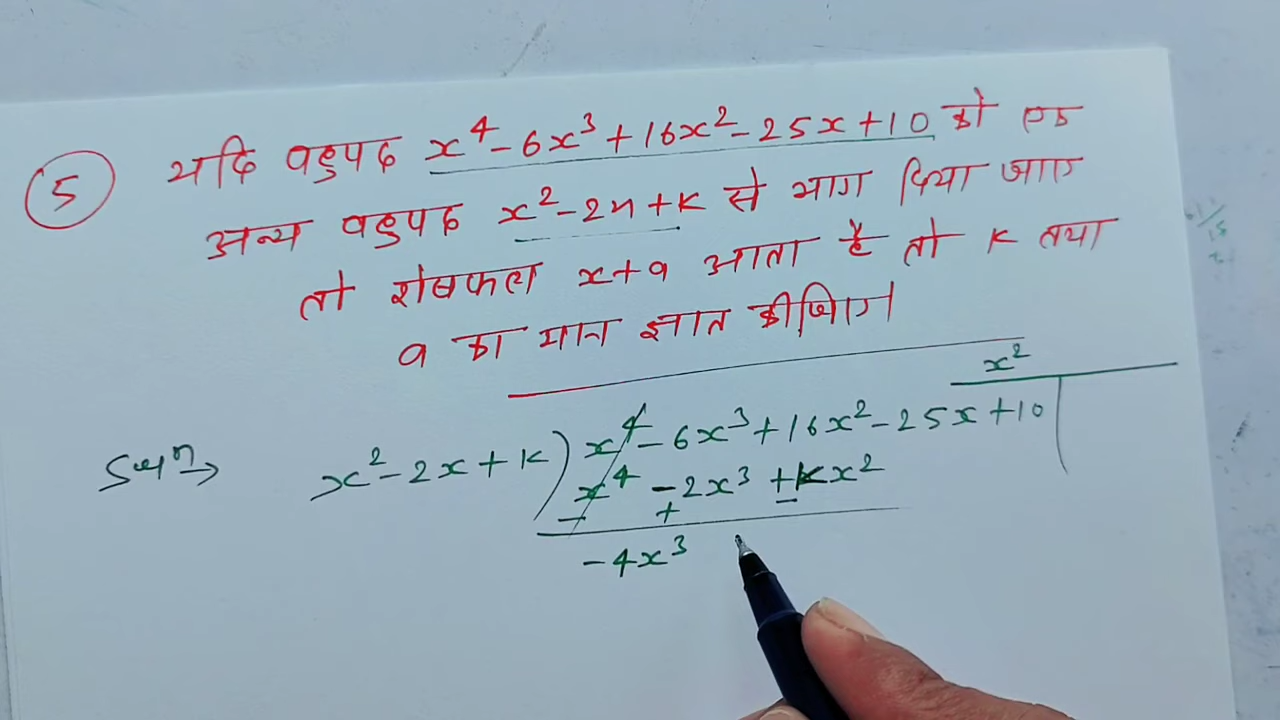 5 यदि बहुपद x⁴-6x³+16x²-25x+10 को एक
अन्य बहुपद x²-2x+k से भाग दिया जाए
तो शेषफल x+a आता है तो k तथा
a का मान ज्ञात कीजिए।
x²
Solⁿ→ x²-2x+k ) x⁴-6x³+16x²-25x+10
x⁴ -2x³ +kx²
- + -
-4x³